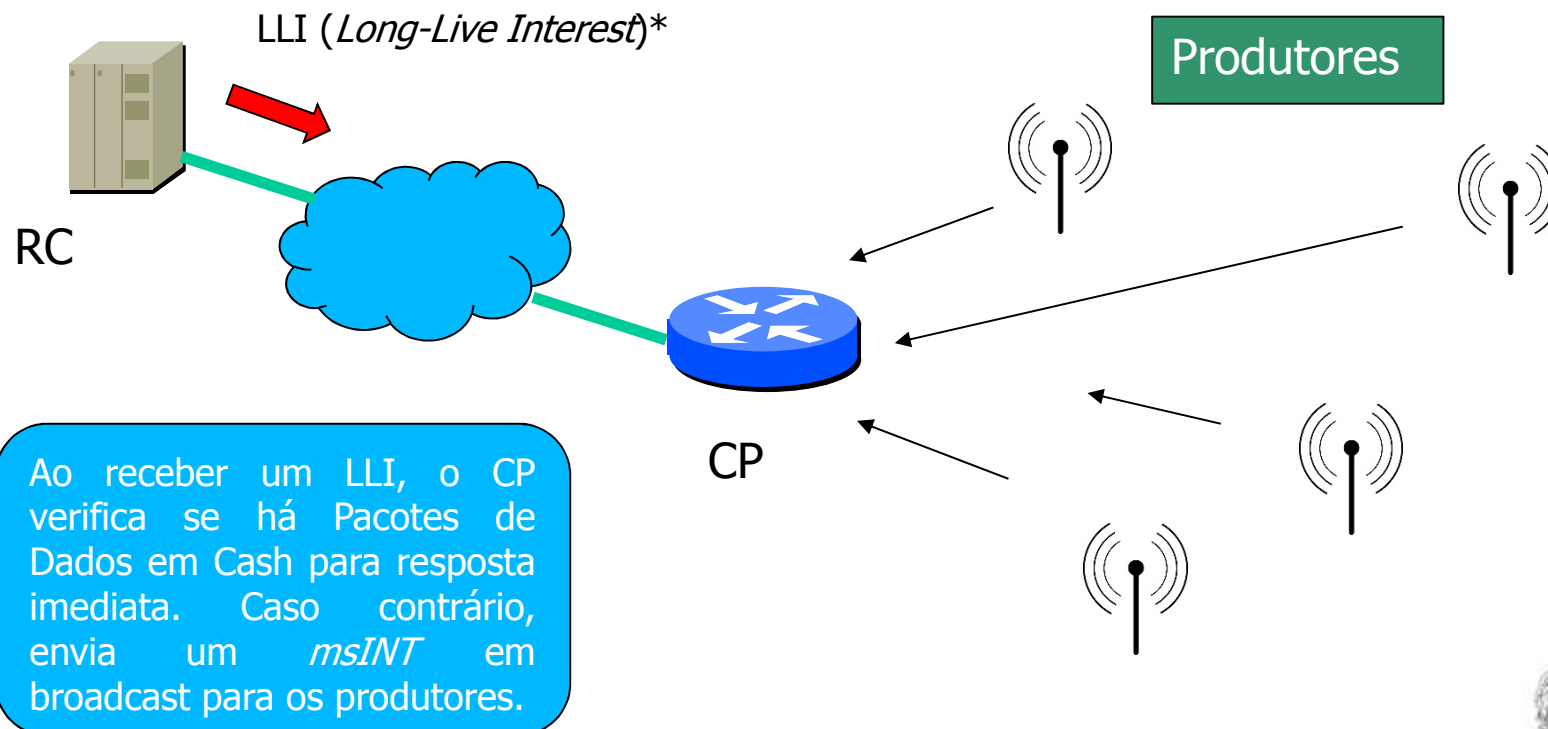 LLI (Long-Live Interest)*
Produtores
RC
CP
Ao receber um LLI, o CP
verifica se há Pacotes de
Dados em Cash para resposta
imediata. Caso contrário,
envia um msINT em
broadcast para os produtores.